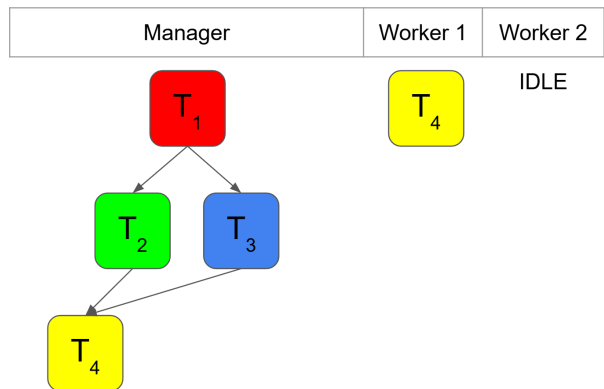 Manager Worker 1 Worker 2
T1 T4 IDLE
T2 T3
T4